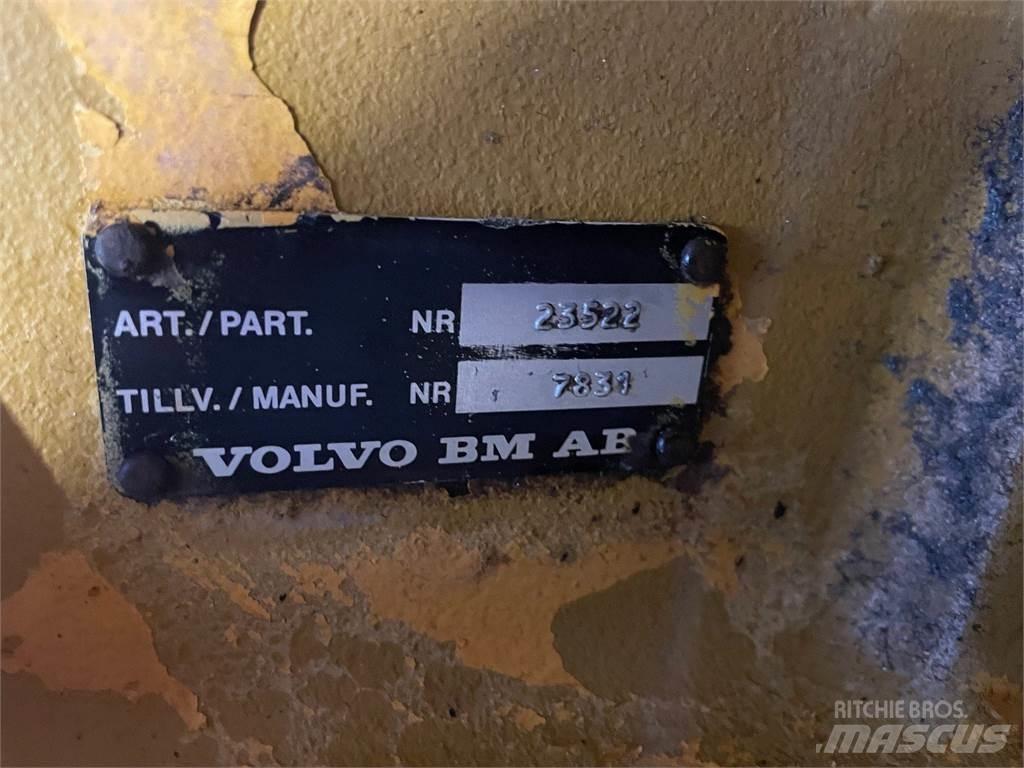 ART./PART. NR 23522
TILLV./MANUF. NR 7831
VOLVO BM AB
RITCHIE BROS.
MASCUS